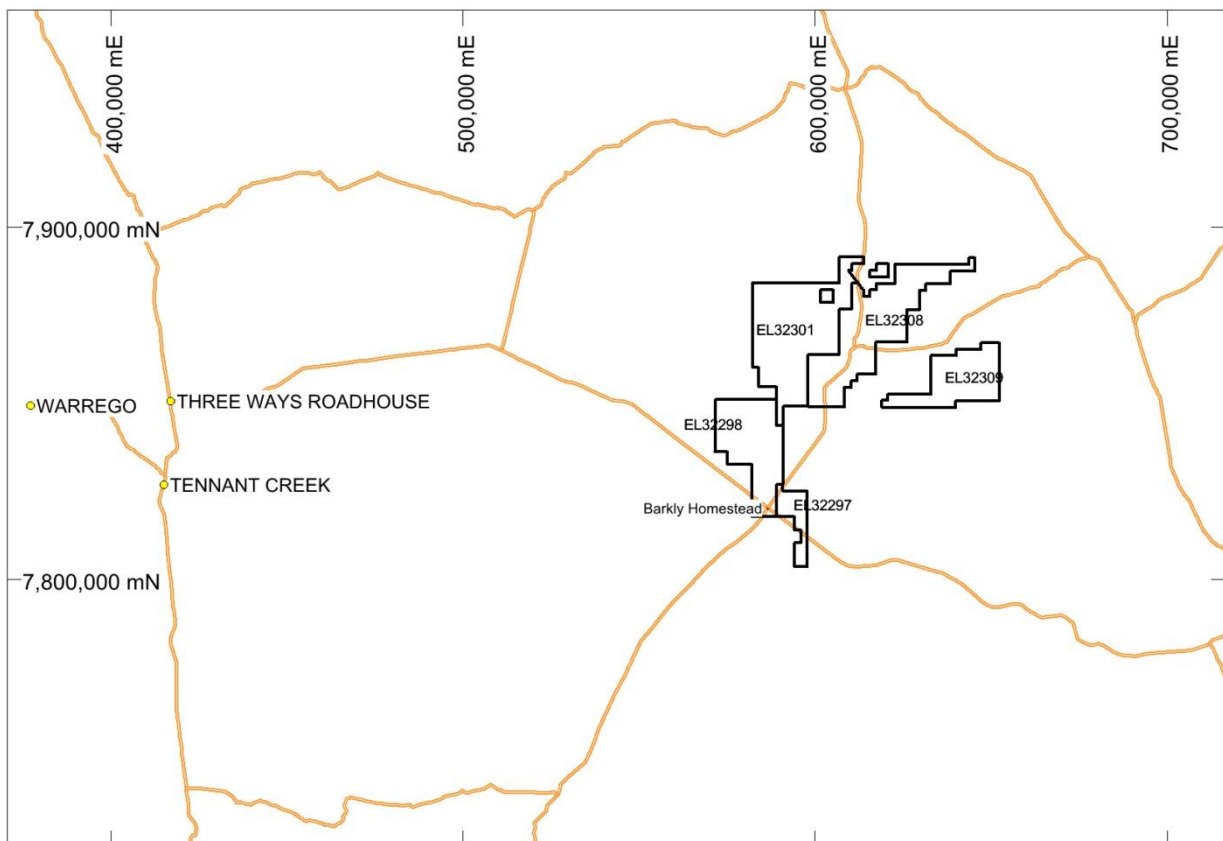 400,000 mE
500,000 mE
600,000 mE
700,000 mE
7,900,000 mN
EL32308
EL32301
EL32309
THREE WAYS ROADHOUSE
WARREGO
EL32298
TENNANT CREEK
EL32297
Barkly Homestead
7,800,000 mN